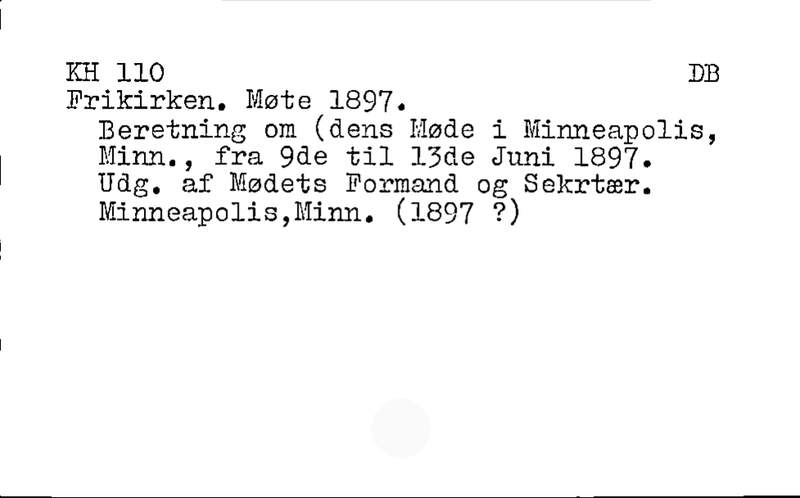 KH 110 DB
Frikirken. Møte 1897.
Beretning om (dens Møde i Minneapolis,
Minn., fra 9de til 13de Juni 1897.
Udg. af Mødets Formand og Sekrtær.
Minneapolis,Minn. (1897 ?)